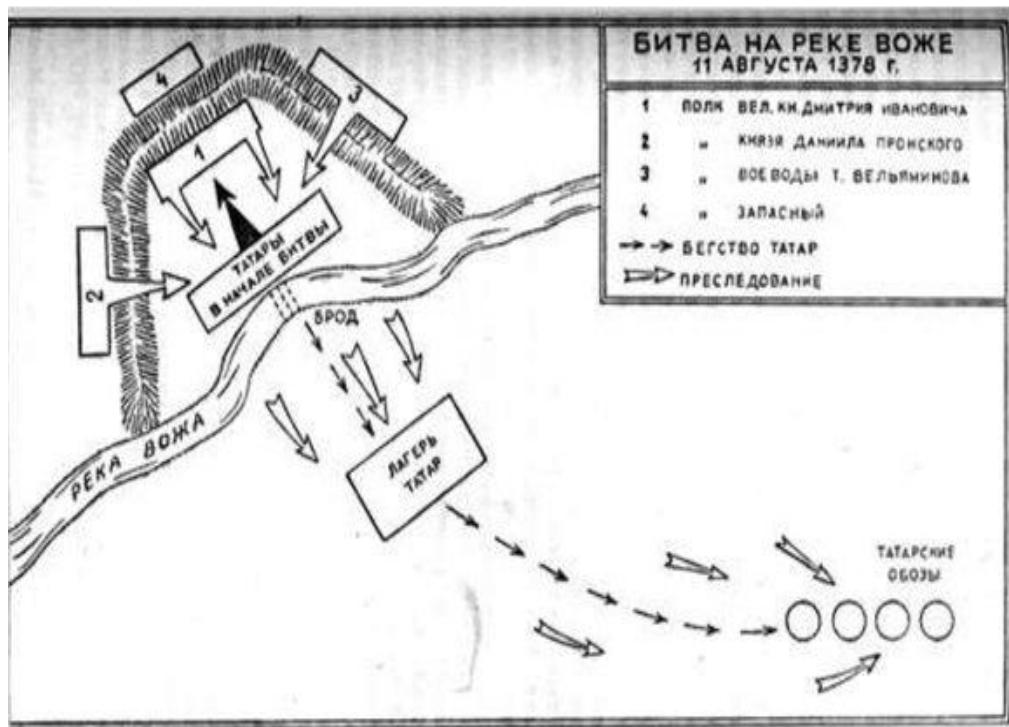 БИТВА НА РЕКЕ ВОЖЕ
11 АВГУСТА 1378 г.
1 ПОЛК ВЕЛ. КН. ДМИТРИЯ ИВАНОВИЧА
2 „ КНЯЗЯ ДАНИИЛА ПРОНСКОГО
3 „ ВОЕВОДЫ Т. ВЕЛЬЯМИНОВА
4 „ ЗАПАСНЫЙ
БЕГСТВО ТАТАР
ПРЕСЛЕДОВАНИЕ
4
3
1
2
ТАТАРЫ
В НАЧАЛЕ БИТВЫ
БРОД
РЕКА ВОЖА
ЛАГЕРЬ
ТАТАР
ТАТАРСКИЕ
ОБОЗЫ